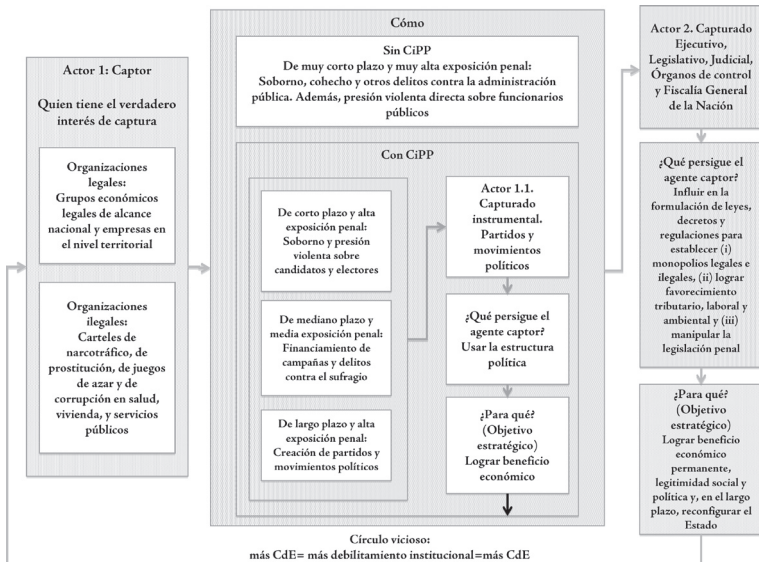 Actor 1: Captor
Quien tiene el verdadero
interés de captura
Organizaciones
legales:
Grupos económicos
legales de alcance
nacional y empresas en
el nivel territorial
Organizaciones
ilegales:
Carteles de
narcotráfico, de
prostitución, de juegos
de azar y de
corrupción en salud,
vivienda, y servicios
públicos
Cómo
Sin CiPP
De muy corto plazo y muy alta exposición penal:
Soborno, cohecho y otros delitos contra la administración
pública. Además, presión violenta directa sobre funcionarios
públicos
Con CiPP
De corto plazo y alta
exposición penal:
Soborno y presión
violenta sobre
candidatos y electores
De mediano plazo y
media exposición penal:
Financiamiento de
campañas y delitos
contra el sufragio
De largo plazo y alta
exposición penal:
Creación de partidos y
movimientos políticos
Actor 1.1.
Capturado
instrumental.
Partidos y
movimientos
políticos
¿Qué persigue el
agente captor?
Usar la estructura
política
¿Para qué?
(Objetivo
estratégico)
Lograr beneficio
económico
Actor 2. Capturado
Ejecutivo,
Legislativo, Judicial,
Órganos de control
y Fiscalía General
de la Nación
¿Qué persigue el
agente captor?
Influir en la
formulación de leyes,
decretos y
regulaciones para
establecer (i)
monopolios legales e
ilegales, (ii) lograr
favorecimiento
tributario, laboral y
ambiental y (iii)
manipular la
legislación penal
¿Para qué?
(Objetivo
estratégico)
Lograr beneficio
económico
permanente,
legitimidad social y
política y, en el largo
plazo, reconfigurar el
Estado
Círculo vicioso:
más CdE= más debilitamiento institucional=más CdE